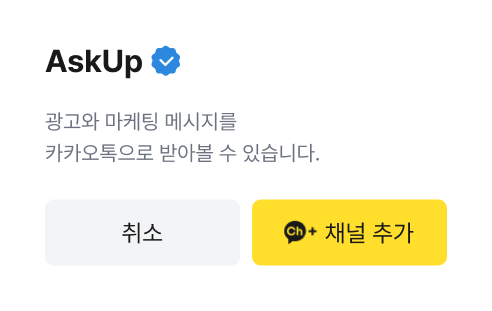 AskUp
광고와 마케팅 메시지를
카카오톡으로 받아볼 수 있습니다.
취소
Ch+ 채널 추가